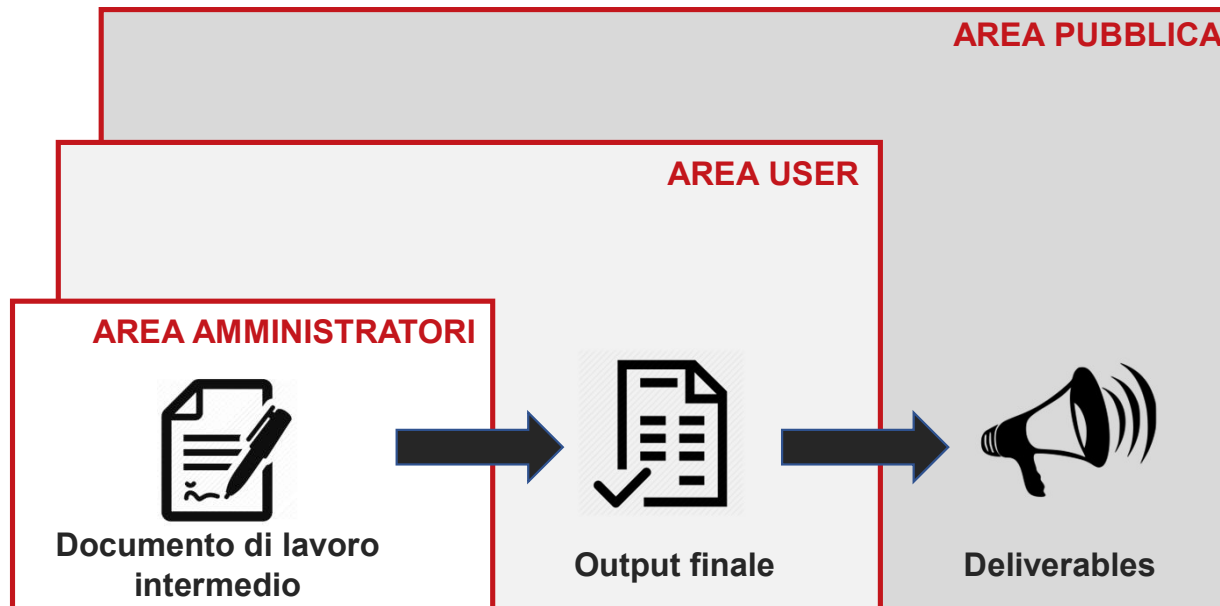 AREA PUBBLICA
AREA USER
AREA AMMINISTRATORI
Documento di lavoro
intermedio
Output finale
Deliverables